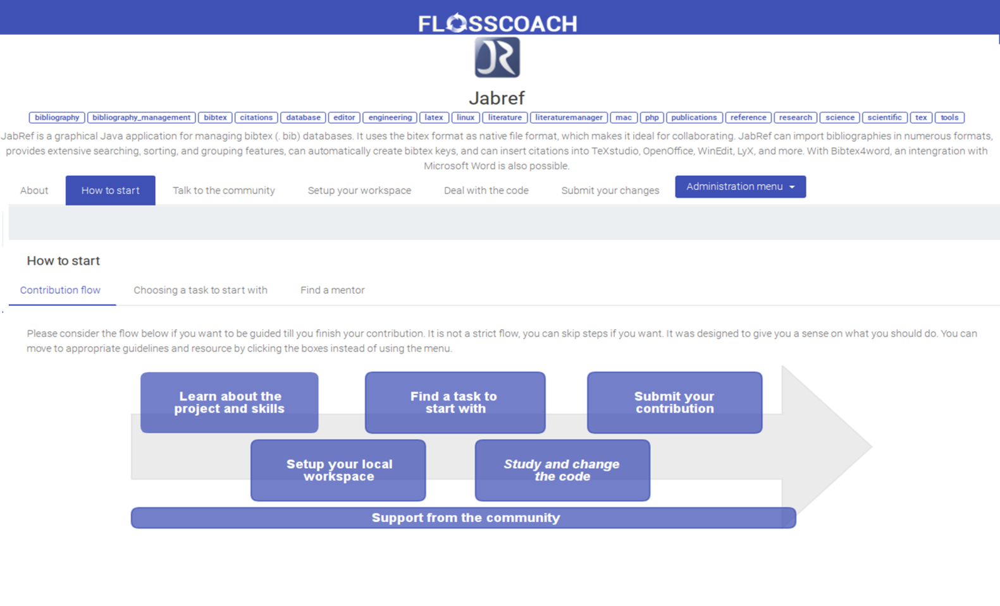 FLOSSCOACH
JR
Jabref
bibliography bibliography_management bibtex citations database editor engineering latex linux literature literaturemanager mac php publications reference research science scientific tex tools
JabRef is a graphical Java application for managing bibtex (. bib) databases. It uses the bitex format as native file format, which makes it ideal for collaborating. JabRef can import bibliographies in numerous formats,
provides extensive searching, sorting, and grouping features, can automatically create bibtex keys, and can insert citations into TeXstudio, OpenOffice, WinEdit, LyX, and more. With Bibtex4word, an intengration with
Microsoft Word is also possible.
About How to start Talk to the community Setup your workspace Deal with the code Submit your changes Administration menu
How to start
Contribution flow Choosing a task to start with Find a mentor
Please consider the flow below if you want to be guided till you finish your contribution. It is not a strict flow, you can skip steps if you want. It was designed to give you a sense on what you should do. You can
move to appropriate guidelines and resource by clicking the boxes instead of using the menu.
Learn about the
project and skills
Find a task to
start with
Submit your
contribution
Setup your local
workspace
Study and change
the code
Support from the community